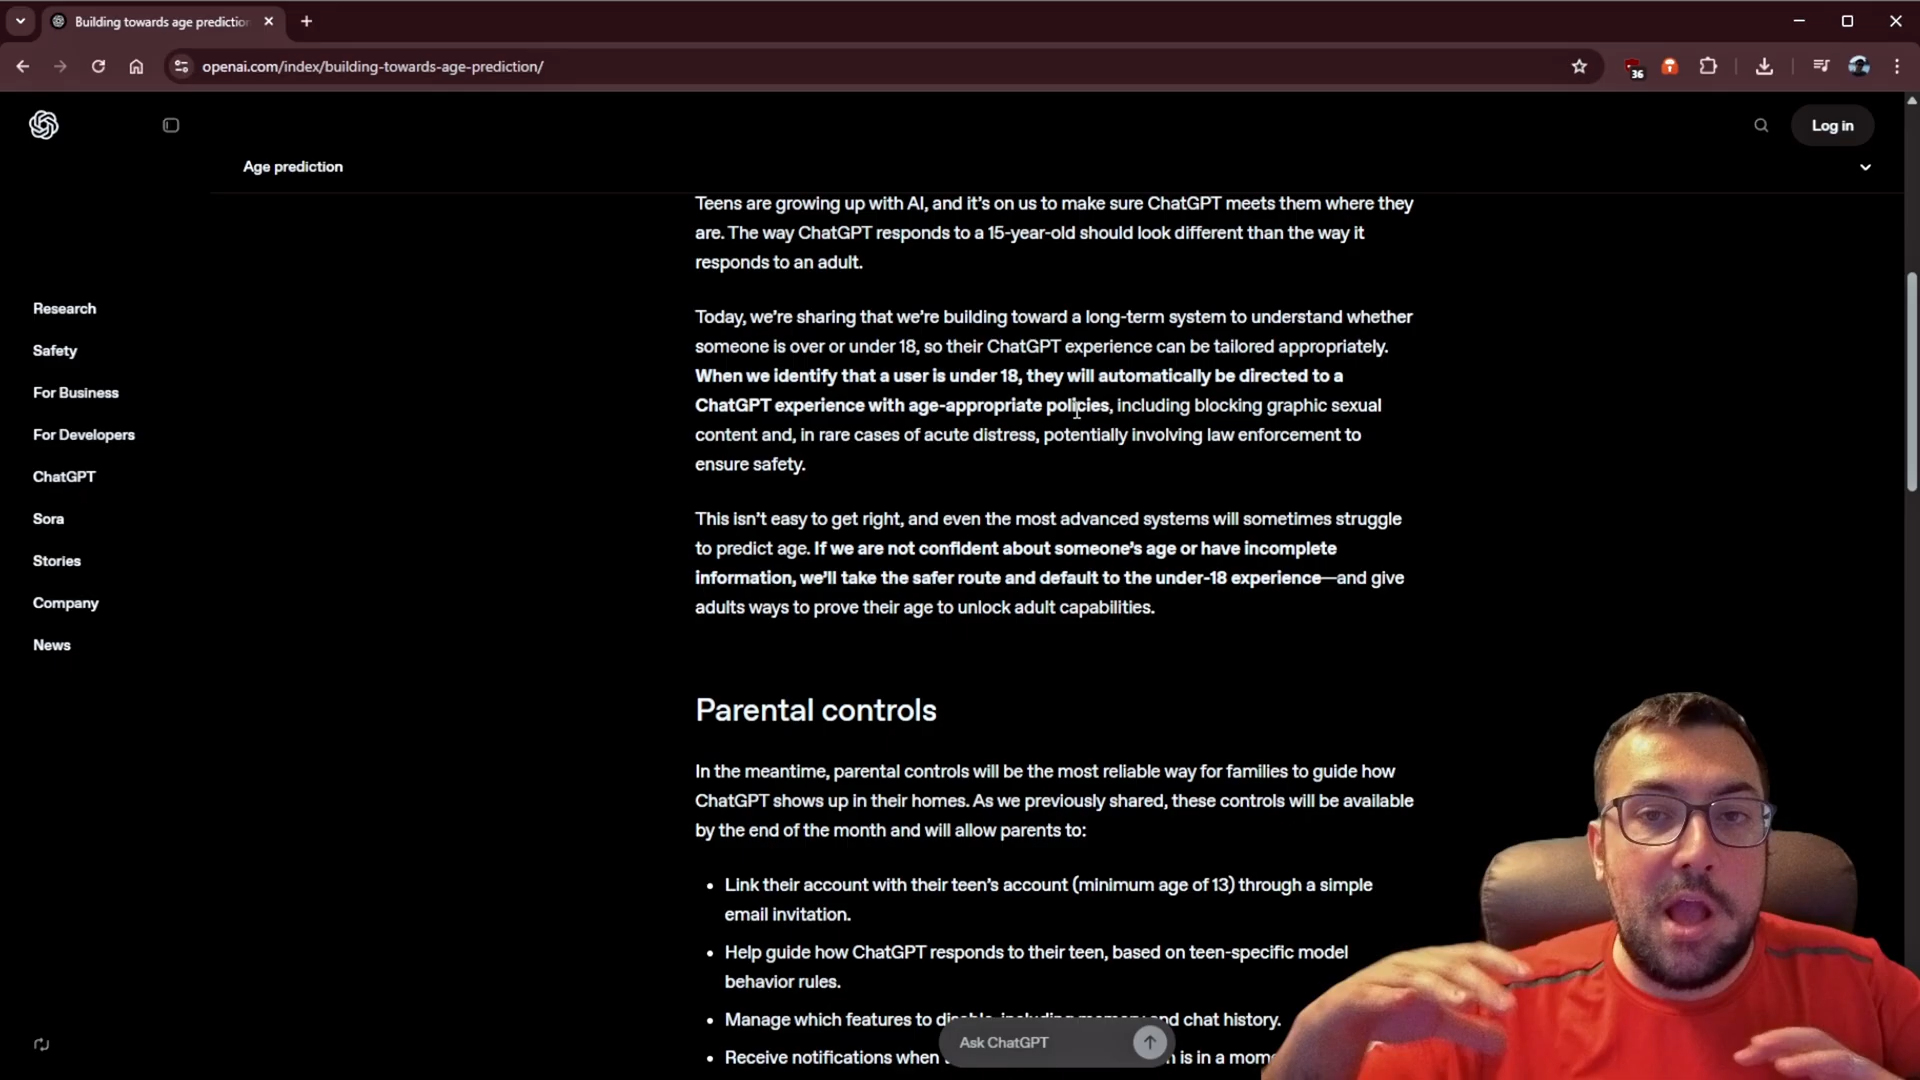 Building towards age predictio
openai.com/index/building-towards-age-prediction/
36
Log in
Age prediction
Teens are growing up with AI, and it’s on us to make sure ChatGPT meets them where they
are. The way ChatGPT responds to a 15-year-old should look different than the way it
responds to an adult.
Research
Safety
For Business
For Developers
ChatGPT
Sora
Stories
Company
News
Today, we’re sharing that we’re building toward a long-term system to understand whether
someone is over or under 18, so their ChatGPT experience can be tailored appropriately.
When we identify that a user is under 18, they will automatically be directed to a
ChatGPT experience with age-appropriate policies, including blocking graphic sexual
content and, in rare cases of acute distress, potentially involving law enforcement to
ensure safety.
This isn’t easy to get right, and even the most advanced systems will sometimes struggle
to predict age. If we are not confident about someone’s age or have incomplete
information, we’ll take the safer route and default to the under-18 experience—and give
adults ways to prove their age to unlock adult capabilities.
Parental controls
In the meantime, parental controls will be the most reliable way for families to guide how
ChatGPT shows up in their homes. As we previously shared, these controls will be available
by the end of the month and will allow parents to:
• Link their account with their teen’s account (minimum age of 13) through a simple
email invitation.
• Help guide how ChatGPT responds to their teen, based on teen-specific model
behavior rules.
• Manage which features to disable, including memory and chat history.
• Receive notifications when is in a mom
Ask ChatGPT